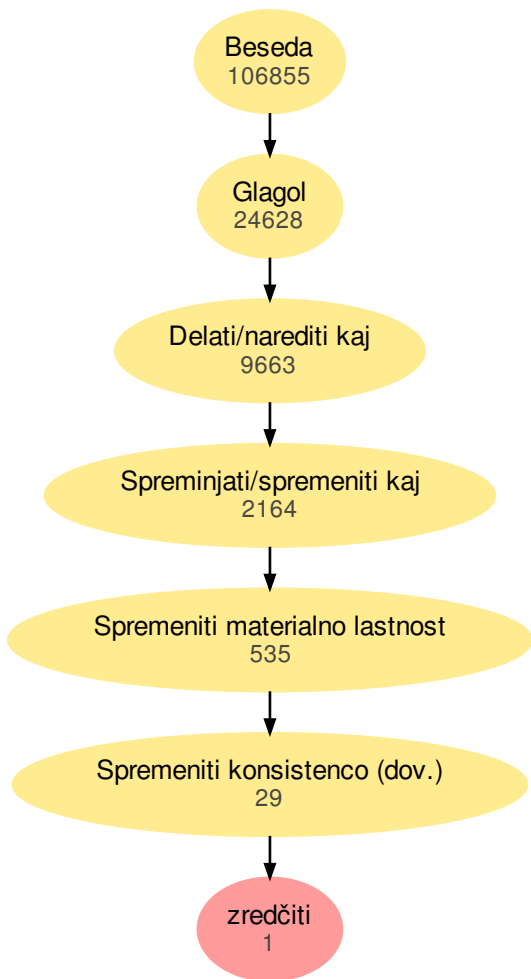 Beseda
106855
Glagol
24628
Delati/narediti kaj
9663
Spreminjati/spremeniti kaj
2164
Spremeniti materialno lastnost
535
Spremeniti konsistenco (dov.)
29
zredčiti
1